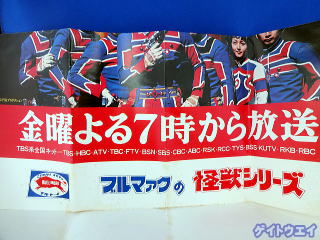 金曜よる7時から放送
TBS系全国ネット─TBS・HBC・ATV・TBC・FTV・BSN・SBS・CBC・ABC・RSK・RCC・TYS・BSS・KUTV・RKB・RBC
ブルマァクの 怪獣シリーズ
ゲイトウエイ